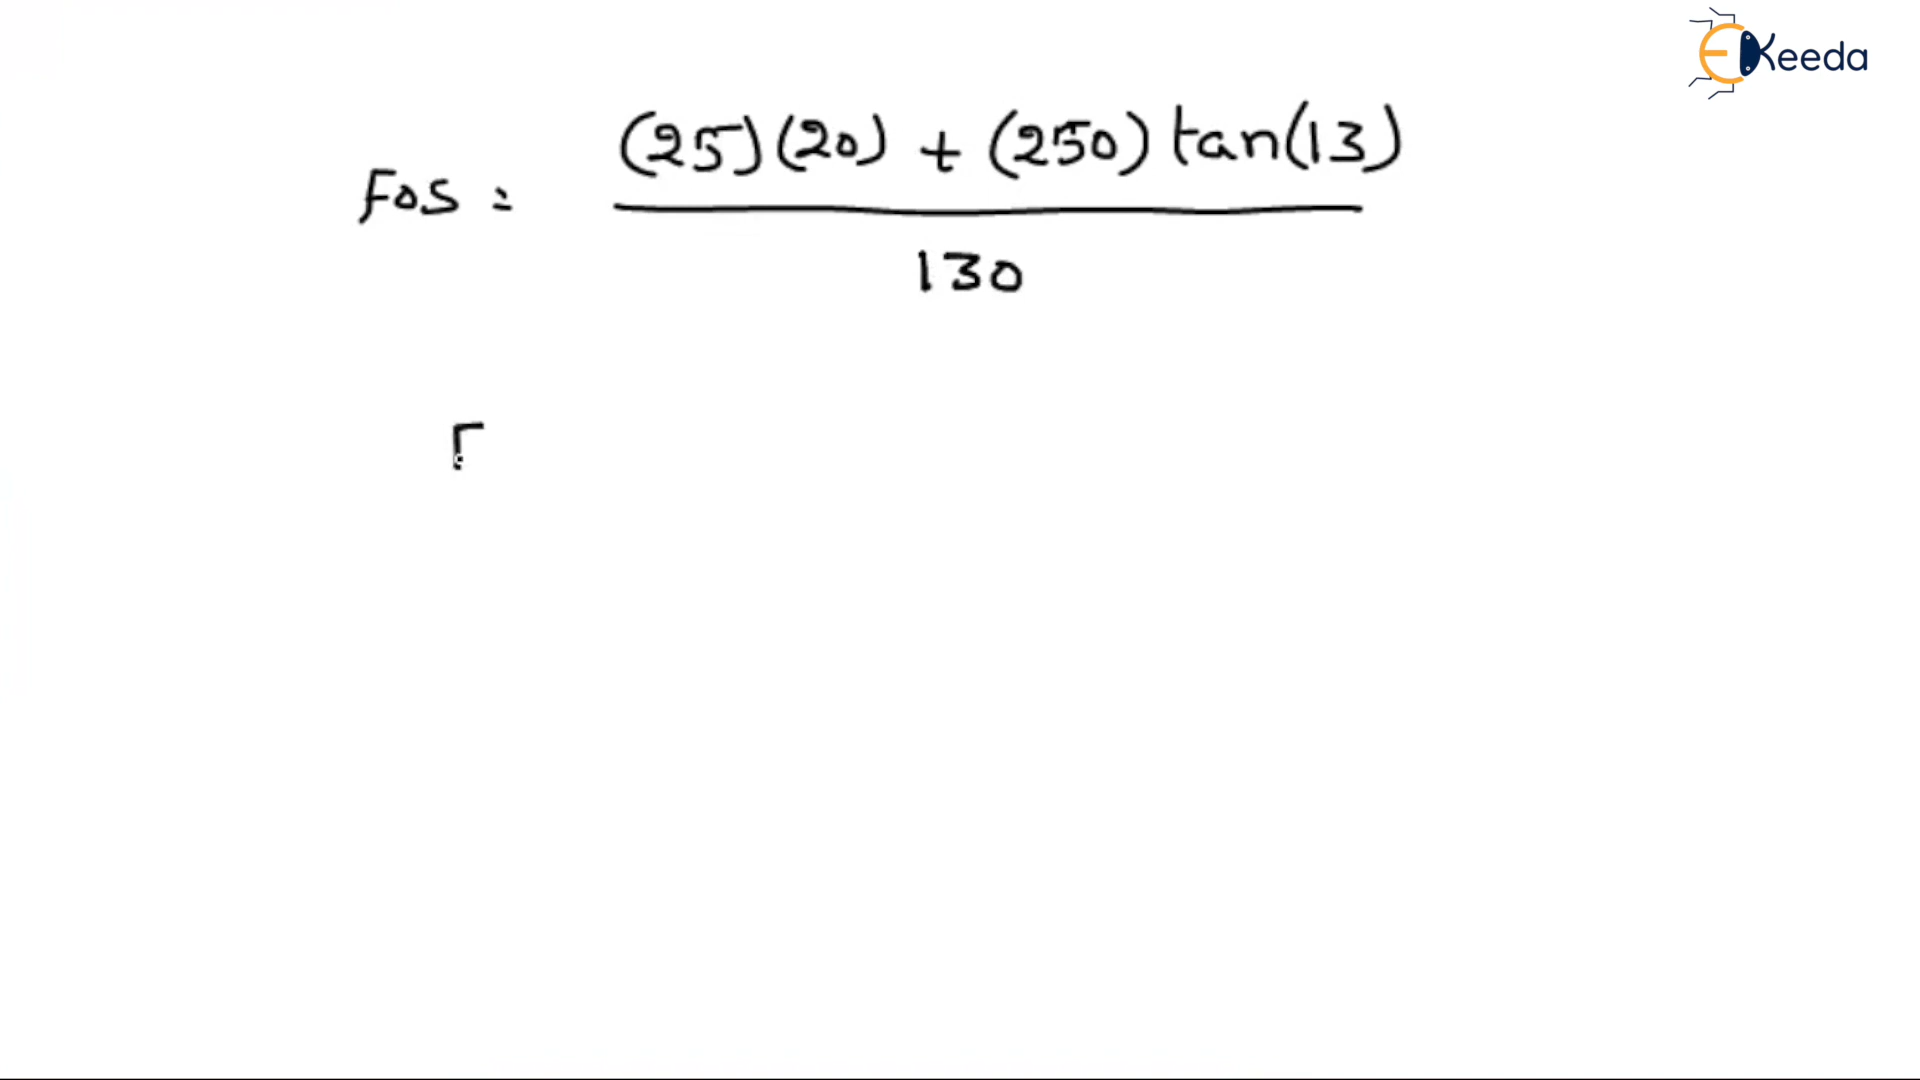 EKeeda
FOS = (25)(20) + (250) tan(13)
130